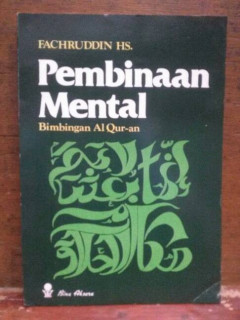 FACHRUDDIN HS.
Pembinaan
Mental
Bimbingan Al Qur-an
Bina Aksara